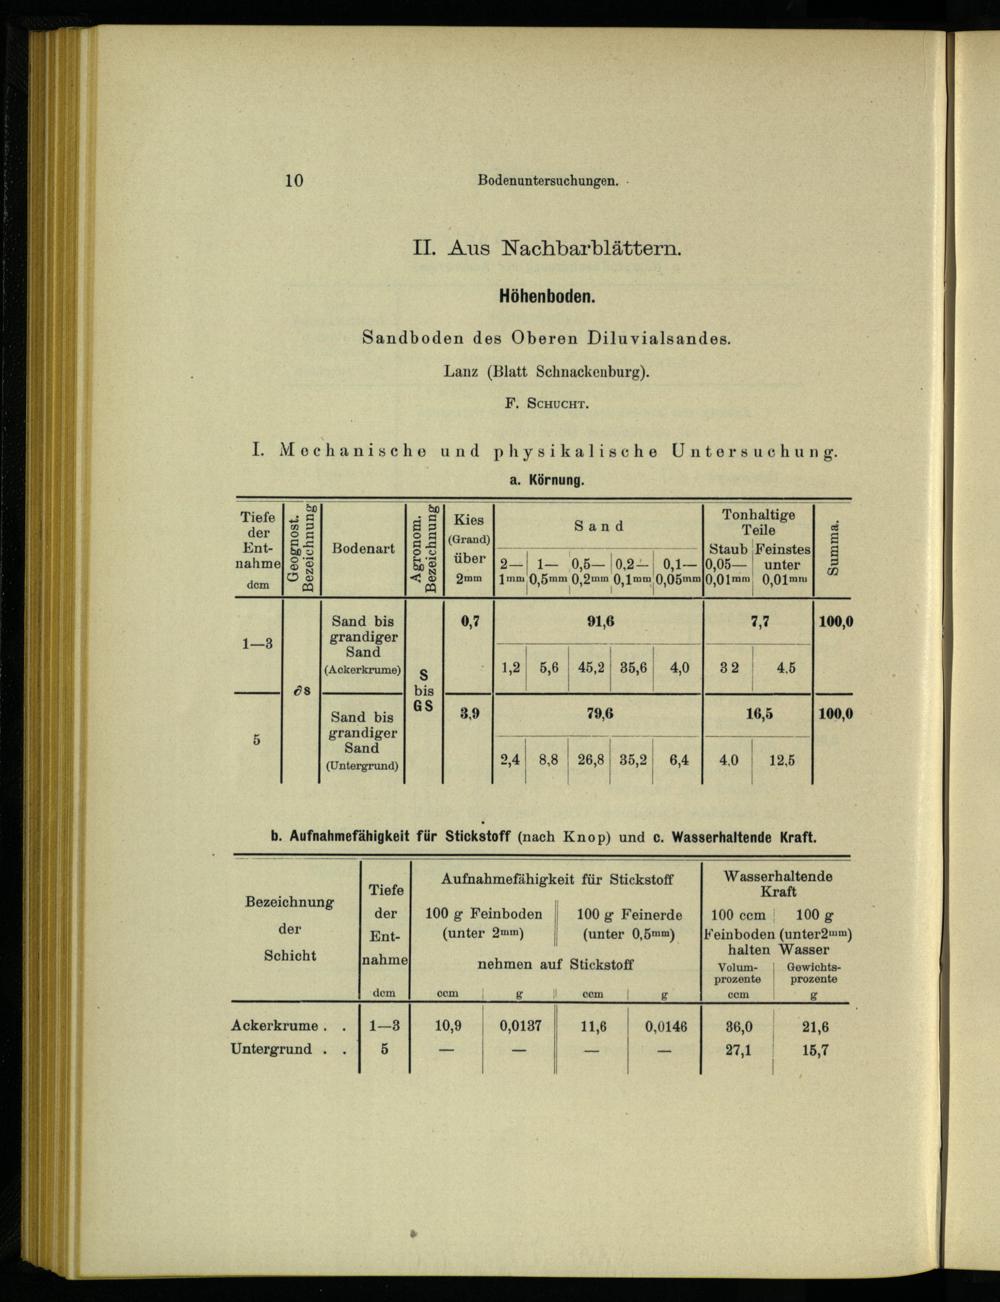 10
Bodenuntersuchungen.
II. Aus Nachbarblättern.
Höhenboden.
Sandboden des Oberen Diluvialsandes.
Lanz (Blatt Schnackenburg).
F. SCHUCHT.
I. Mechanische und physikalische Untersuchung.
a. Körnung.
Tiefe der Ent- nahme dcm
Geognost. Bezeichnung
Bodenart
Agronom. Bezeichnung
Kies (Grand) über 2mm
Sand
2— 1mm
1— 0,5mm
0,5— 0,2mm
0,2— 0,1mm
0,1— 0,05mm
Tonhaltige Teile
Staub 0,05— 0,01mm
Feinstes unter 0,01mm
Summa.
1—3
∂s
Sand bis grandiger Sand (Ackerkrume)
S bis GS
0,7
91,6
7,7
100,0
1,2 5,6 45,2 35,6 4,0 3 2 4.5
5
Sand bis grandiger Sand (Untergrund)
3,9
79,6
16,5
100,0
2,4 8,8 26,8 35,2 6,4 4.0 12,5
b. Aufnahmefähigkeit für Stickstoff (nach Knop) und c. Wasserhaltende Kraft.
Bezeichnung der Schicht
Tiefe der Ent- nahme dcm
Aufnahmefähigkeit für Stickstoff
100 g Feinboden (unter 2mm)
100 g Feinerde (unter 0,5mm)
nehmen auf Stickstoff
ccm g ccm g
Wasserhaltende Kraft
100 ccm 100 g
Feinboden (unter2mm)
halten Wasser
Volum- prozente ccm
Gewichts- prozente g
Ackerkrume . . 1—3 10,9 0,0137 11,6 0,0146 36,0 21,6
Untergrund . . 5 — — — — 27,1 15,7